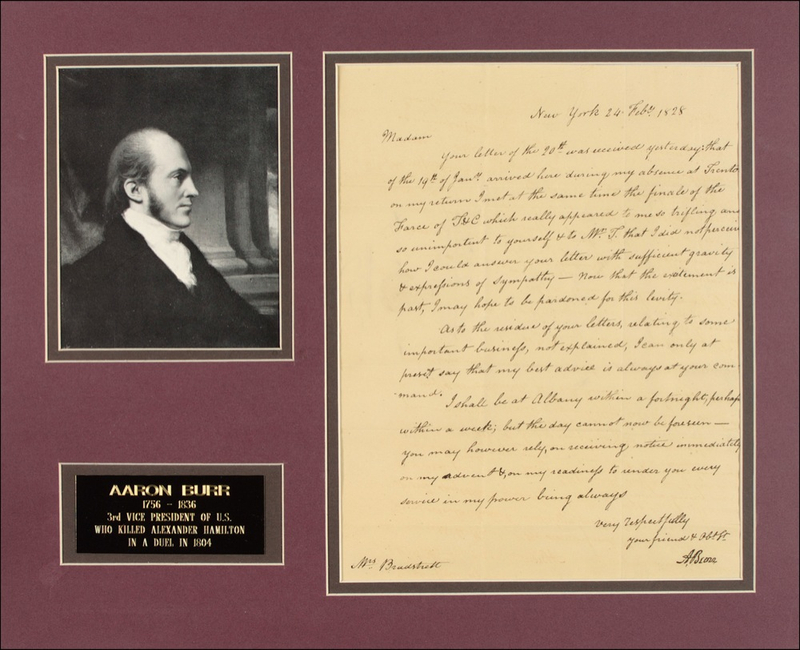 AARON BURR
1756 - 1836
3rd VICE PRESIDENT OF U.S.
WHO KILLED ALEXANDER HAMILTON
IN A DUEL IN 1804
New York 24 Feby. 1828
Madam
Your letter of the 20th was received yesterday: that
of the 19th of Jany. arrived here during my absence at Trento
on my return I met at the same time the finale of the
Farce of T&C which really appeared to me so trifling and
so unimportant to yourself & to Mr. T. that I did not perceiv
how I could answer your letter with sufficient gravity
& expressions of sympathy — Now that the excitement is
past, I may hope to be pardoned for this levity.
As to the residue of your letters, relating to some
important business, not explained, I can only at
present say that my best advice is always at your com
mand.
I shall be at Albany within a fortnight, perhaps
within a week; but the day cannot now be foreseen —
you may however rely, on receiving notice immediately
on my advent &, on my readiness to render you every
service in my power being always
very respectfully
your friend & Obt. St.
A. Burr
Mrs. Bradstreet